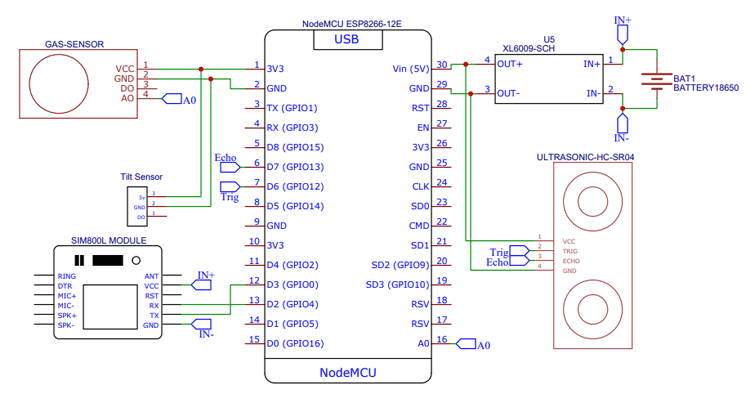 NodeMCU ESP8266-12E
USB
GAS-SENSOR
VCC 1
GND 2
DO 3
AO 4
A0
Tilt Sensor
5v 3
GND 2
DO 1
Echo
Trig
SIM800L MODULE
RING
DTR
MIC+
MIC-
SPK+
SPK-
ANT
VCC
RST
RX
TX
GND
IN+
IN-
1 3V3
2 GND
3 TX (GPIO1)
4 RX (GPIO3)
5 D8 (GPIO15)
6 D7 (GPIO13)
7 D6 (GPIO12)
8 D5 (GPIO14)
9 GND
10 3V3
11 D4 (GPIO2)
12 D3 (GPIO0)
13 D2 (GPIO4)
14 D1 (GPIO5)
15 D0 (GPIO16)
Vin (5V) 30
GND 29
RST 28
EN 27
3V3 26
GND 25
CLK 24
SD0 23
CMD 22
SD1 21
SD2 (GPIO9) 20
SD3 (GPIO10) 19
RSV 18
RSV 17
A0 16
A0
NodeMCU
U5
XL6009-SCH
4 OUT+
3 OUT-
IN+ 1
IN- 2
IN+
IN-
BAT1
BATTERY18650
ULTRASONIC-HC-SR04
1 VCC
2 TRIG
3 ECHO
4 GND
Trig
Echo